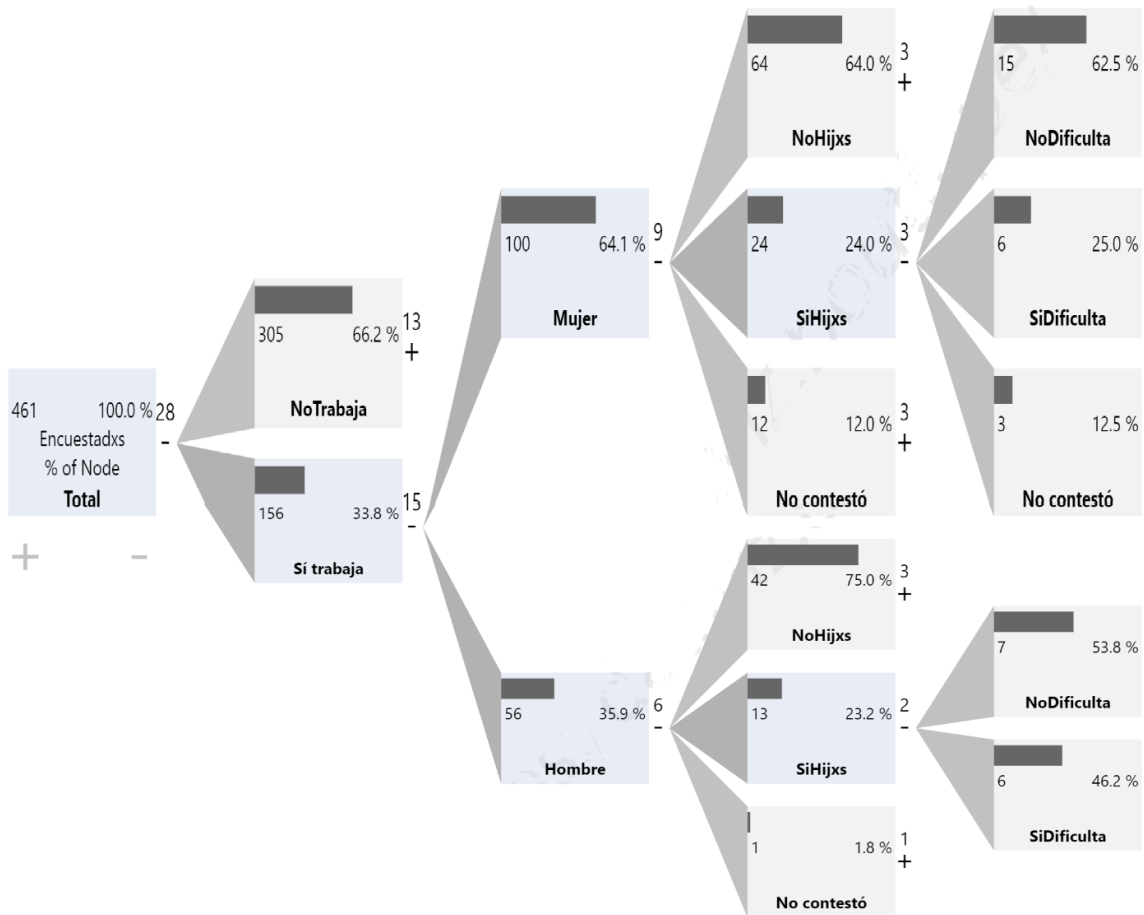 461 100.0 % 28
Encuestadxs
% of Node
-
Total
+ -
305 66.2 % 13
+
NoTrabaja
156 33.8 % 15
-
Sí trabaja
100 64.1 % 9
-
Mujer
56 35.9 % 6
-
Hombre
64 64.0 % 3
+
NoHijxs
24 24.0 % 3
-
SiHijxs
12 12.0 % 3
+
No contestó
42 75.0 % 3
+
NoHijxs
13 23.2 % 2
-
SiHijxs
1 1.8 % 1
+
No contestó
15 62.5 %
NoDificulta
6 25.0 %
SiDificulta
3 12.5 %
No contestó
7 53.8 %
NoDificulta
6 46.2 %
SiDificulta